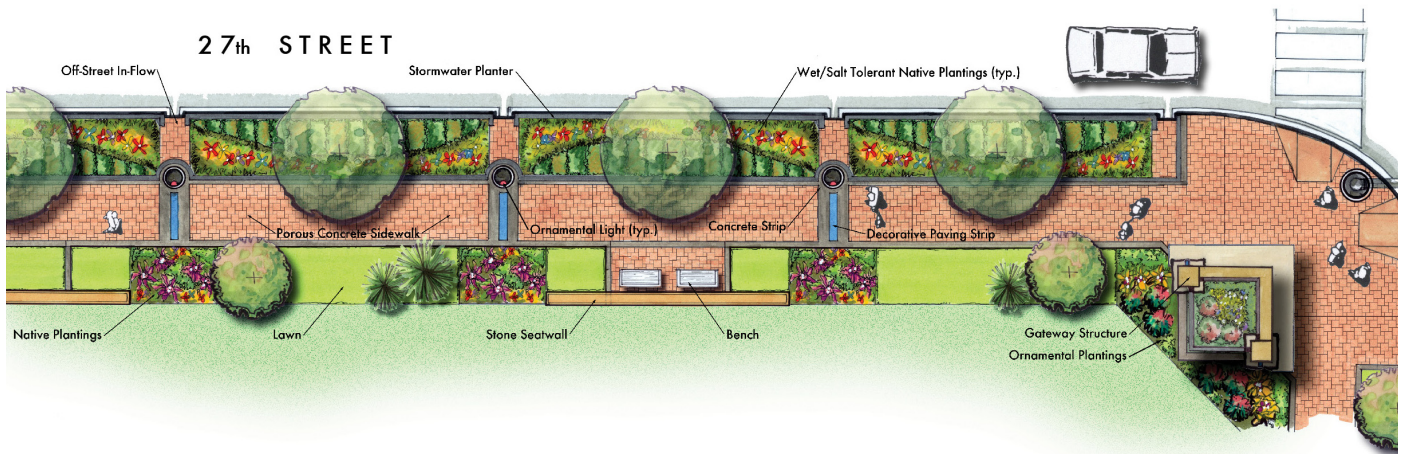 27th STREET
Off-Street In-Flow
Stormwater Planter
Wet/Salt Tolerant Native Plantings (typ.)
Porous Concrete Sidewalk
Ornamental Light (typ.)
Concrete Strip
Decorative Paving Strip
Native Plantings
Lawn
Stone Seatwall
Bench
Gateway Structure
Ornamental Plantings